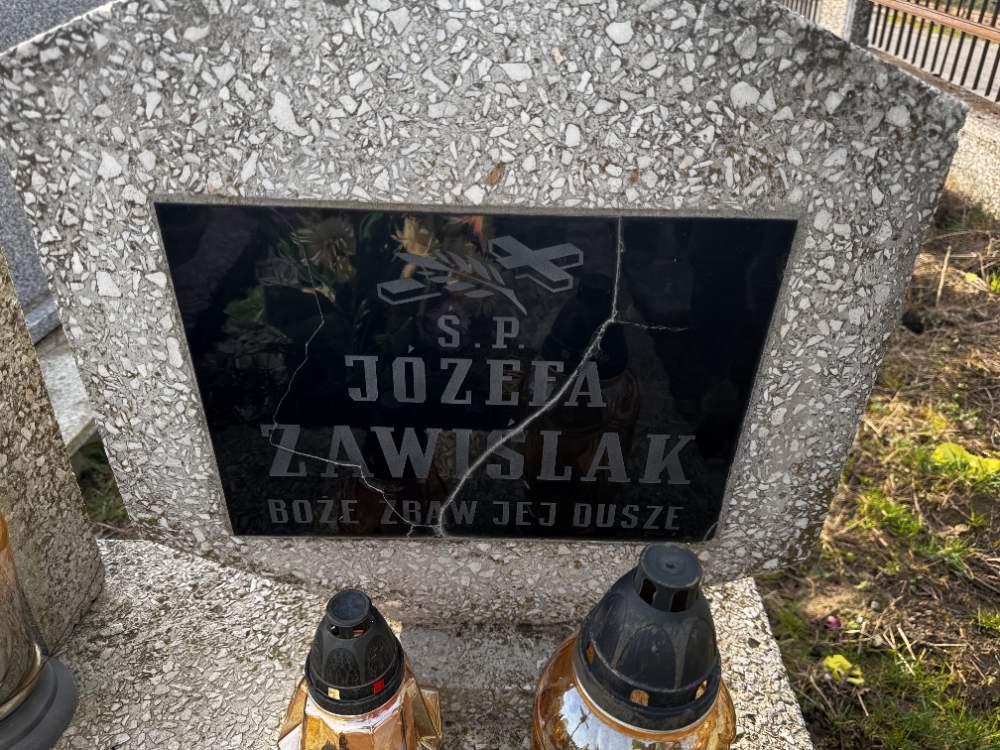 Ś.P.
JÓZEFA
ZAWIŚLAK
BOŻE ZBAW JEJ DUSZE